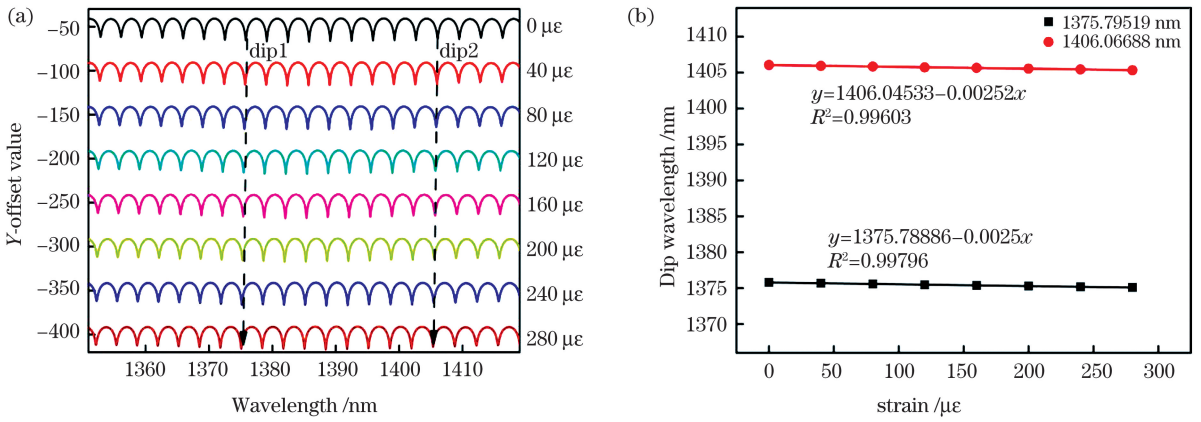 (a)
Y-offset value
−50
−100
−150
−200
−250
−300
−350
−400
dip1
dip2
0 με
40 με
80 με
120 με
160 με
200 με
240 με
280 με
1360 1370 1380 1390 1400 1410
Wavelength /nm
(b)
Dip wavelength /nm
1410
1405
1400
1395
1390
1385
1380
1375
1370
1375.79519 nm
1406.06688 nm
y=1406.04533−0.00252x
R²=0.99603
y=1375.78886−0.0025x
R²=0.99796
0 50 100 150 200 250 300
strain /με